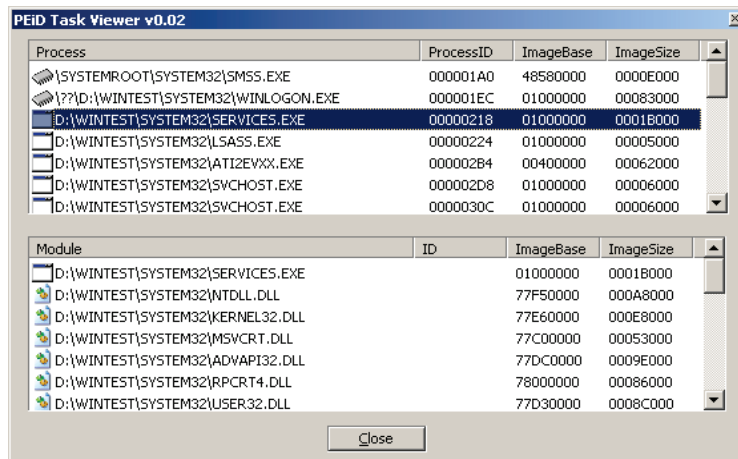 PEiD Task Viewer v0.02
Process ProcessID ImageBase ImageSize
\SYSTEMROOT\SYSTEM32\SMSS.EXE 000001A0 48580000 0000E000
\??\D:\WINTEST\SYSTEM32\WINLOGON.EXE 000001EC 01000000 00083000
D:\WINTEST\SYSTEM32\SERVICES.EXE 00000218 01000000 0001B000
D:\WINTEST\SYSTEM32\LSASS.EXE 00000224 01000000 00005000
D:\WINTEST\SYSTEM32\ATI2EVXX.EXE 000002B4 00400000 00062000
D:\WINTEST\SYSTEM32\SVCHOST.EXE 000002D8 01000000 00006000
D:\WINTEST\SYSTEM32\SVCHOST.EXE 0000030C 01000000 00006000
Module ID ImageBase ImageSize
D:\WINTEST\SYSTEM32\SERVICES.EXE 01000000 0001B000
D:\WINTEST\SYSTEM32\NTDLL.DLL 77F50000 000A8000
D:\WINTEST\SYSTEM32\KERNEL32.DLL 77E60000 000E8000
D:\WINTEST\SYSTEM32\MSVCRT.DLL 77C00000 00053000
D:\WINTEST\SYSTEM32\ADVAPI32.DLL 77DC0000 0009E000
D:\WINTEST\SYSTEM32\RPCRT4.DLL 78000000 00086000
D:\WINTEST\SYSTEM32\USER32.DLL 77D30000 0008C000
Close